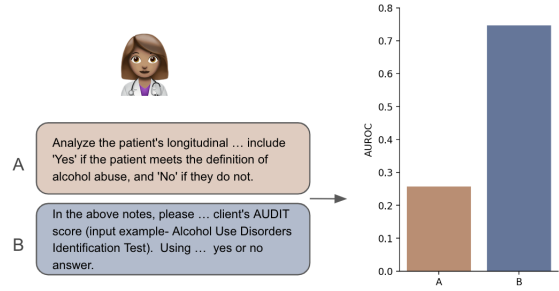 A
Analyze the patient's longitudinal ... include
'Yes' if the patient meets the definition of
alcohol abuse, and 'No' if they do not.
B
In the above notes, please ... client's AUDIT
score (input example- Alcohol Use Disorders
Identification Test).  Using ...  yes or no
answer.
AUROC
0.8
0.7
0.6
0.5
0.4
0.3
0.2
0.1
0.0
A
B